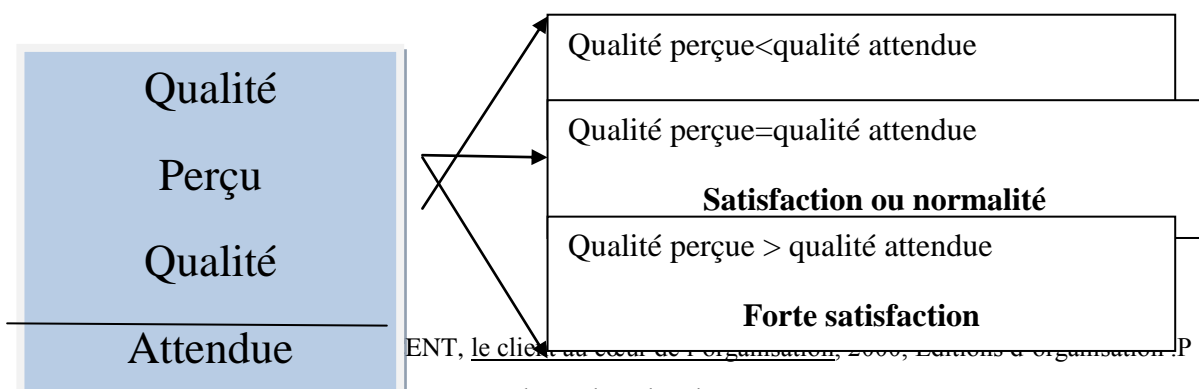 Qualité
Perçu
Qualité
Attendue
Qualité perçue<qualité attendue
Qualité perçue=qualité attendue
Satisfaction ou normalité
Qualité perçue > qualité attendue
Forte satisfaction
ENT, le client au cœur de l'organisation, 2000, Editions d'organisation .P